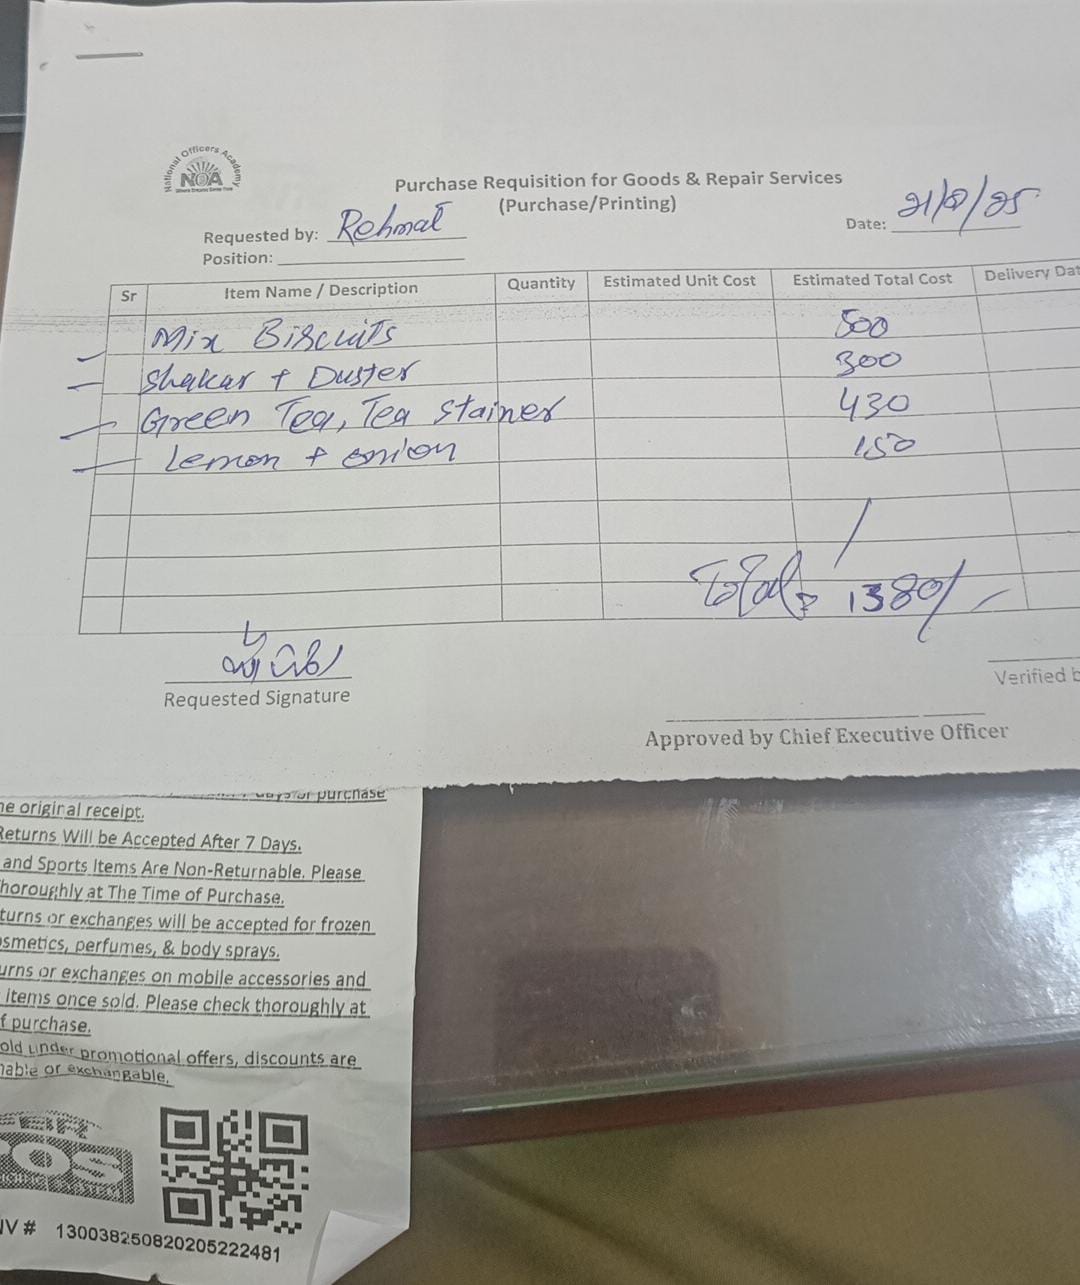 National Officers Academy
NOA
Purchase Requisition for Goods & Repair Services
(Purchase/Printing)
Requested by: Rehmat
Date: 21/8/25
Position:
Sr Item Name / Description Quantity Estimated Unit Cost Estimated Total Cost Delivery Dat
Mix Biscuits 500
Shakar + Duster 300
Green Tea, Tea Stainer 430
Lemon + onion 150
Total 1380/
Requested Signature
Verified b
Approved by Chief Executive Officer
purchase
he original receipt.
Returns Will be Accepted After 7 Days.
and Sports Items Are Non-Returnable. Please
horoughly at The Time of Purchase.
turns or exchanges will be accepted for frozen
osmetics, perfumes, & body sprays.
urns or exchanges on mobile accessories and
items once sold. Please check thoroughly at
f purchase.
old under promotional offers, discounts are
nable or exchangable.
OS
NV # 130038250820205222481